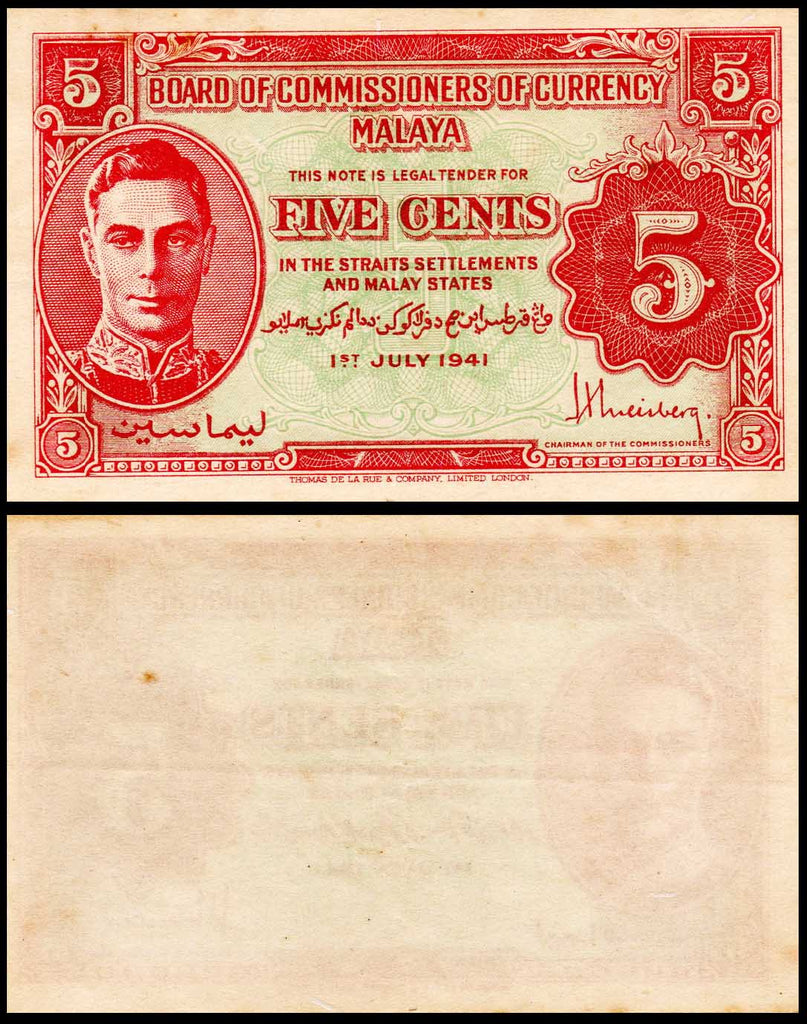 5 5
BOARD OF COMMISSIONERS OF CURRENCY
MALAYA
THIS NOTE IS LEGAL TENDER FOR
FIVE CENTS
5
IN THE STRAITS SETTLEMENTS
AND MALAY STATES
1ST JULY 1941
ليما سين
CHAIRMAN OF THE COMMISSIONERS
5 5
THOMAS DE LA RUE & COMPANY, LIMITED LONDON.